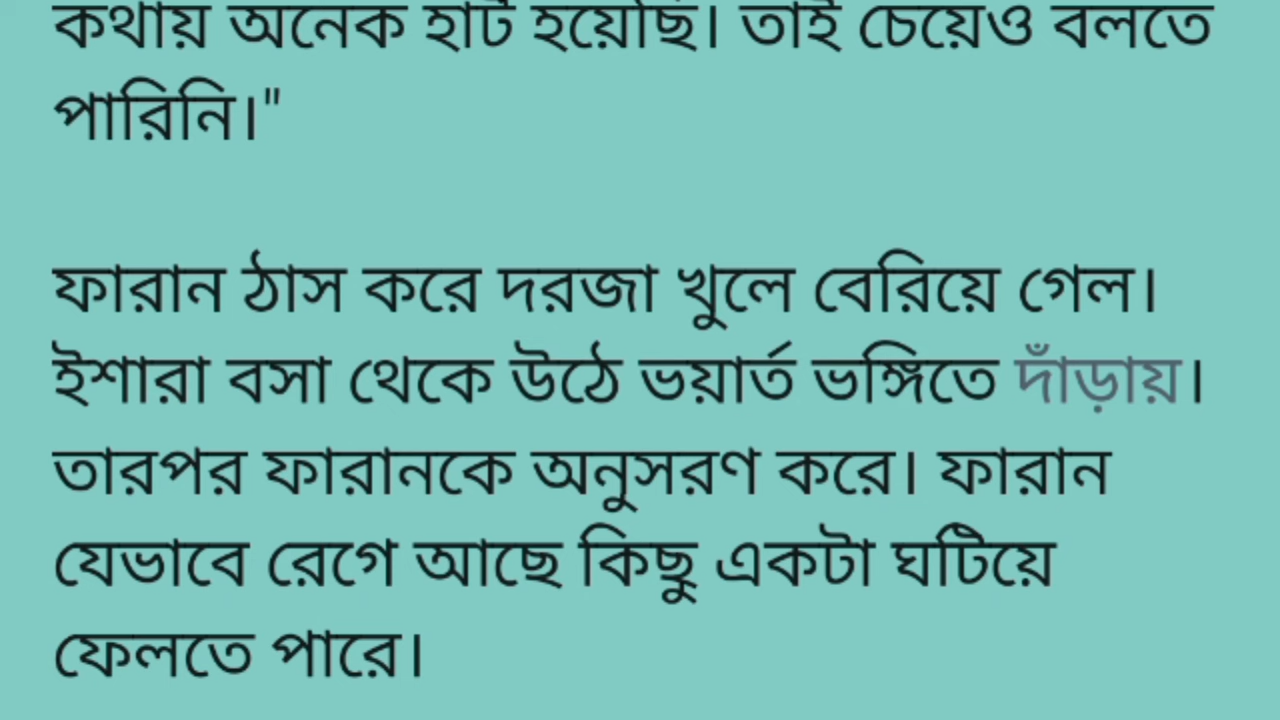 কথায় অনেক হার্ট হয়েছি। তাই চেয়েও বলতে
পারিনি।"
ফারান ঠাস করে দরজা খুলে বেরিয়ে গেল।
ইশারা বসা থেকে উঠে ভয়ার্ত ভঙ্গিতে দাঁড়ায়।
তারপর ফারানকে অনুসরণ করে। ফারান
যেভাবে রেগে আছে কিছু একটা ঘটিয়ে
ফেলতে পারে।